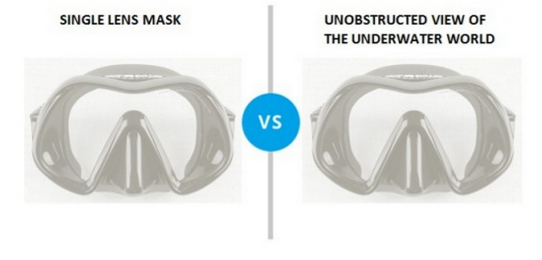 SINGLE LENS MASK
VS
UNOBSTRUCTED VIEW OF
THE UNDERWATER WORLD